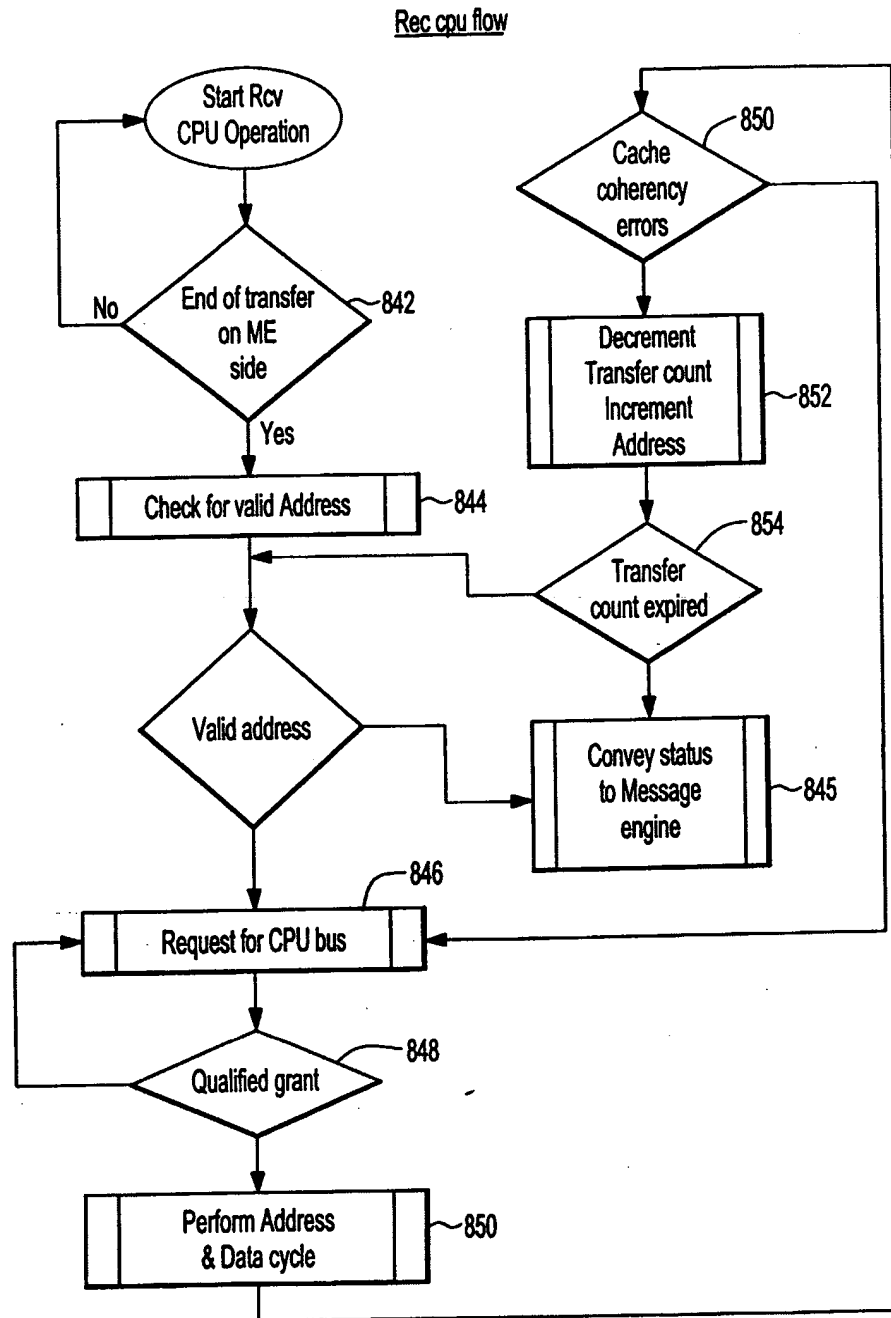 Rec cpu flow
Start Rcv
CPU Operation
No
End of transfer
on ME
side
842
Yes
Check for valid Address
844
Valid address
846
Request for CPU bus
Qualified grant
848
Perform Address
& Data cycle
850
Cache
coherency
errors
850
Decrement
Transfer count
Increment
Address
852
Transfer
count expired
854
Convey status
to Message
engine
845